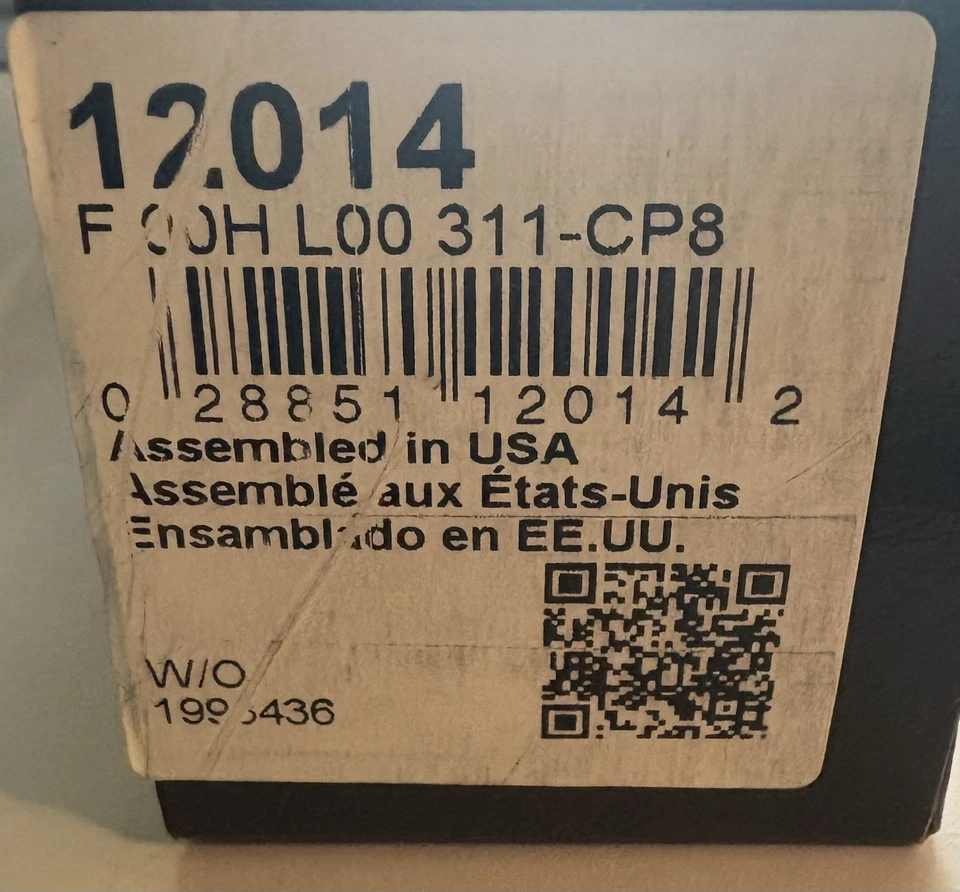 12014
F 00H L00 311-CP8
0 28851 12014 2
Assembled in USA
Assemblé aux États-Unis
Ensamblado en EE.UU.
W/O